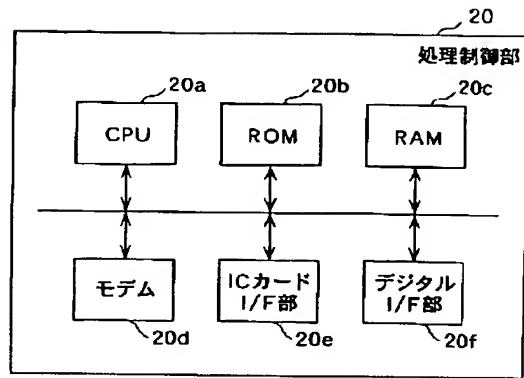 20
処理制御部
20a
20b
20c
CPU
ROM
RAM
モデム
ICカード
I/F部
デジタル
I/F部
20d
20e
20f